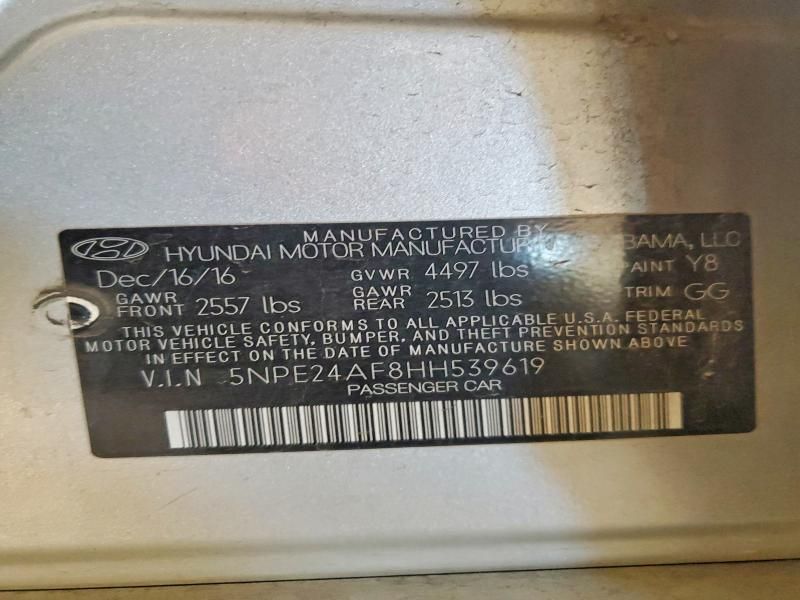 MANUFACTURED BY
HYUNDAI MOTOR MANUFACTURIN BAMA, LLC
Dec/16/16 GVWR 4497 lbs PAINT Y8
GAWR FRONT 2557 lbs GAWR REAR 2513 lbs TRIM GG
THIS VEHICLE CONFORMS TO ALL APPLICABLE U.S.A. FEDERAL
MOTOR VEHICLE SAFETY, BUMPER, AND THEFT PREVENTION STANDARDS
IN EFFECT ON THE DATE OF MANUFACTURE SHOWN ABOVE
V.I.N 5NPE24AF8HH539619
PASSENGER CAR